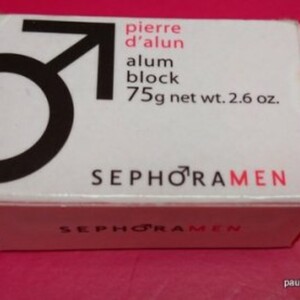 pierre
d'alun
alum
block
75g net wt. 2.6 oz.
SEPHORAMEN
SEPHORAMEN